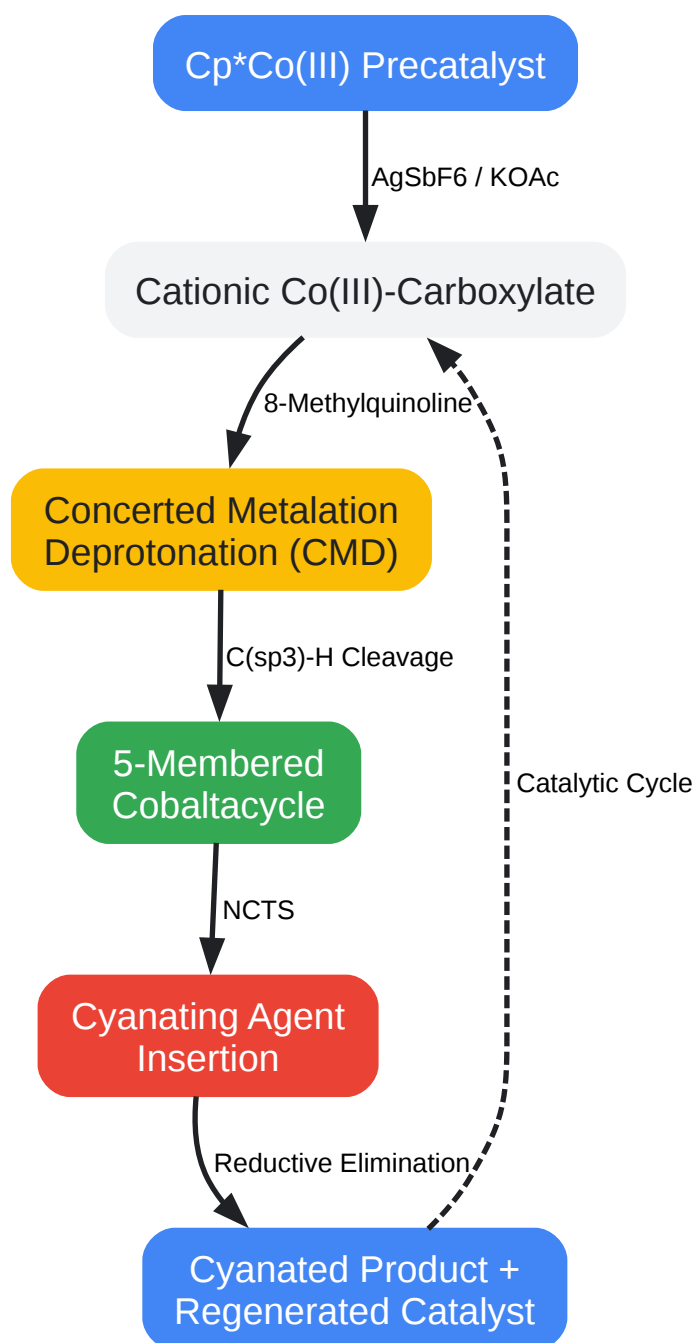 Cp*Co(III) Precatalyst
AgSbF6 / KOAc
Cationic Co(III)-Carboxylate
8-Methylquinoline
Concerted Metalation
Deprotonation (CMD)
C(sp3)-H Cleavage
5-Membered
Cobaltacycle
Catalytic Cycle
NCTS
Cyanating Agent
Insertion
Reductive Elimination
Cyanated Product +
Regenerated Catalyst